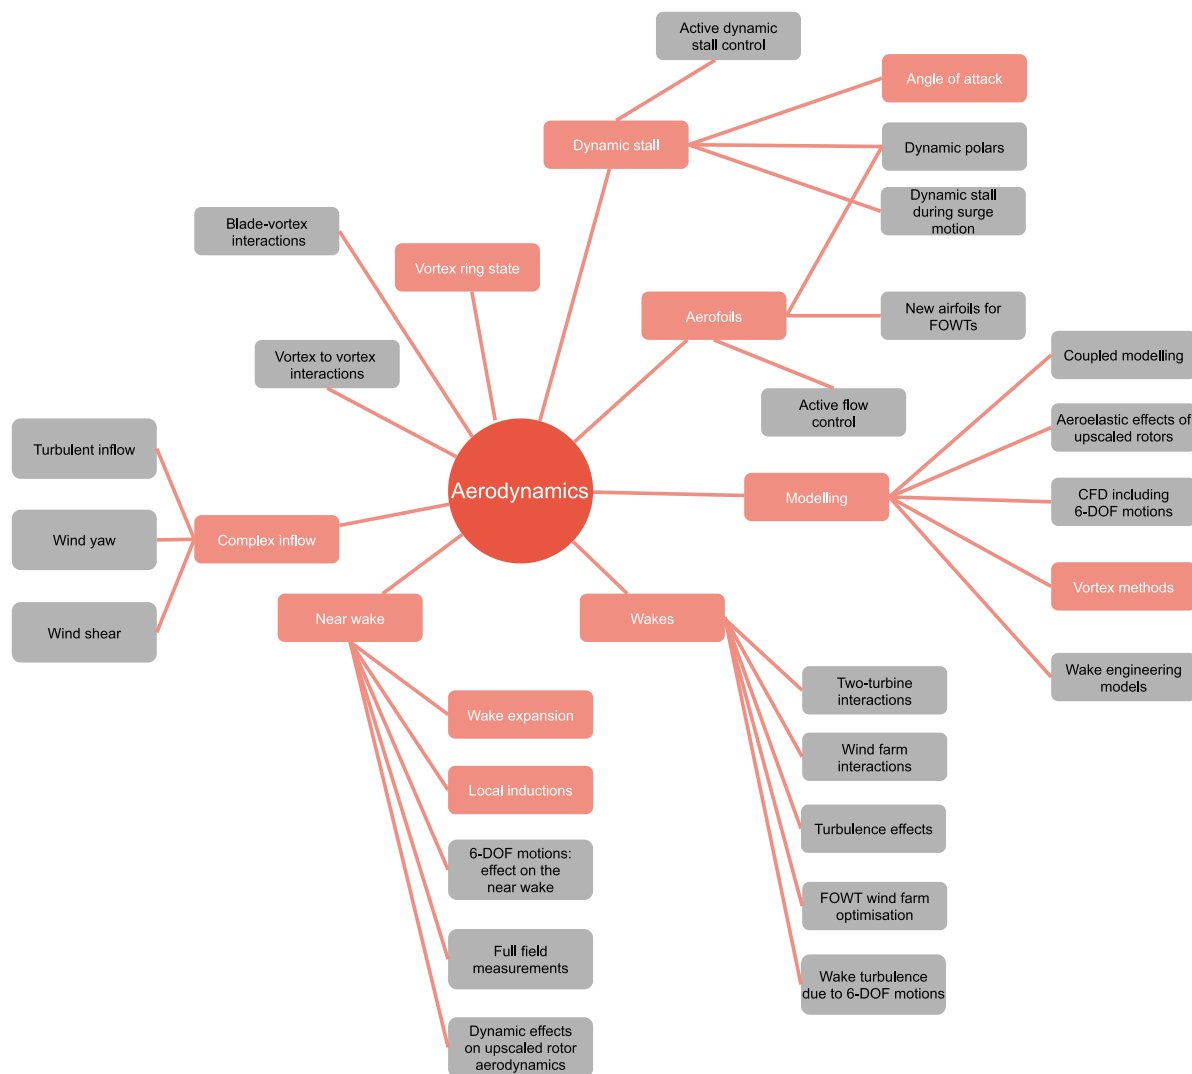 Active dynamic
stall control
Angle of attack
Dynamic stall
Dynamic polars
Dynamic stall
during surge
motion
Blade-vortex
interactions
Vortex ring state
Aerofoils
New airfoils for
FOWTs
Vortex to vortex
interactions
Coupled modelling
Active flow
control
Aeroelastic effects of
upscaled rotors
Turbulent inflow
Aerodynamics
Modelling
CFD including
6-DOF motions
Wind yaw
Complex inflow
Vortex methods
Near wake
Wakes
Wind shear
Wake engineering
models
Two-turbine
interactions
Wake expansion
Wind farm
interactions
Local inductions
Turbulence effects
6-DOF motions:
effect on the
near wake
FOWT wind farm
optimisation
Full field
measurements
Wake turbulence
due to 6-DOF motions
Dynamic effects
on upscaled rotor
aerodynamics